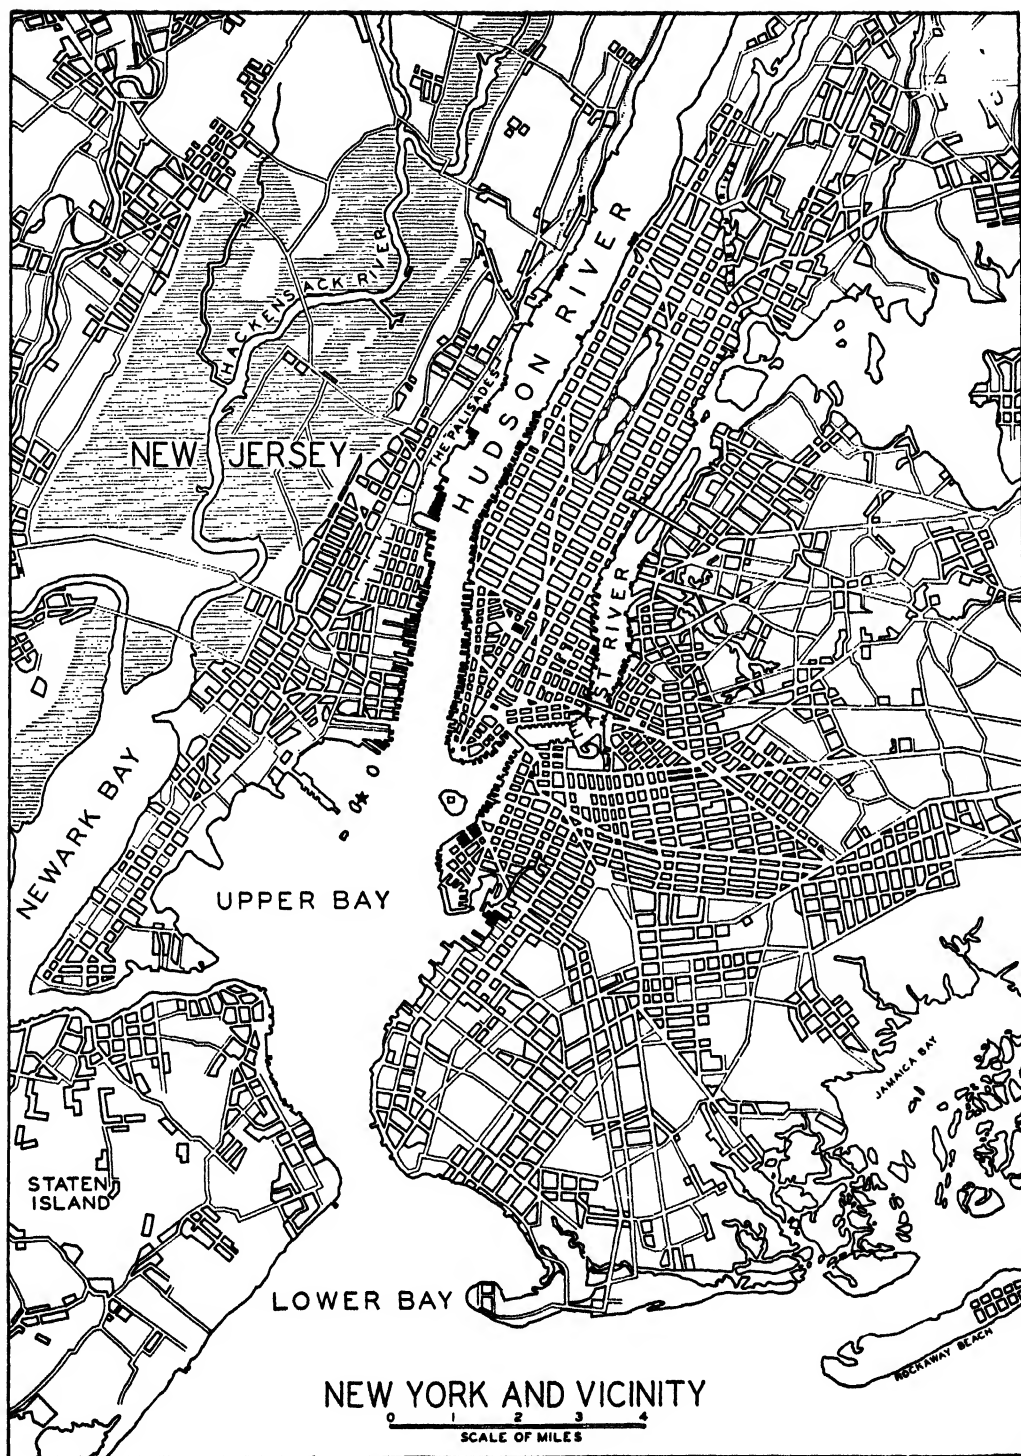 HUDSON RIVER
HACKENSACK RIVER
THE PALISADES
NEW JERSEY
EAST RIVER
NEWARK BAY
UPPER BAY
JAMAICA BAY
STATEN
ISLAND
LOWER BAY
ROCKAWAY BEACH
NEW YORK AND VICINITY
0 1 2 3 4
SCALE OF MILES